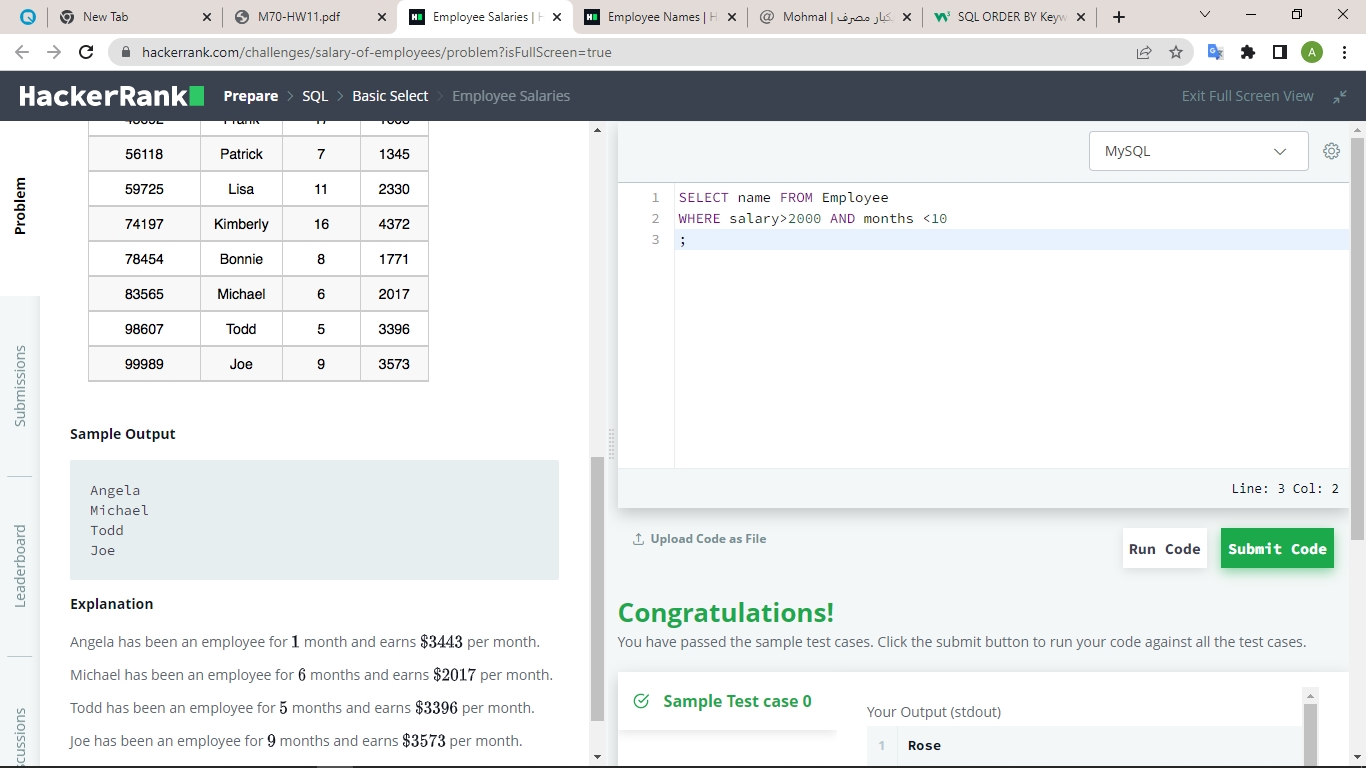 New Tab
M70-HW11.pdf
Employee Salaries | H
Employee Names | H
Mohmal |
SQL ORDER BY Keyw
hackerrank.com/challenges/salary-of-employees/problem?isFullScreen=true
A
HackerRank
Prepare > SQL > Basic Select > Employee Salaries
Exit Full Screen View
Problem
Submissions
Leaderboard
56118 Patrick 7 1345
59725 Lisa 11 2330
74197 Kimberly 16 4372
78454 Bonnie 8 1771
83565 Michael 6 2017
98607 Todd 5 3396
99989 Joe 9 3573
Sample Output
Angela
Michael
Todd
Joe
Explanation
Angela has been an employee for 1 month and earns $3443 per month.
Michael has been an employee for 6 months and earns $2017 per month.
Todd has been an employee for 5 months and earns $3396 per month.
Joe has been an employee for 9 months and earns $3573 per month.
MySQL
1 SELECT name FROM Employee
2 WHERE salary>2000 AND months <10
3 ;
Line: 3 Col: 2
Upload Code as File
Run Code
Submit Code
Congratulations!
You have passed the sample test cases. Click the submit button to run your code against all the test cases.
Sample Test case 0
Your Output (stdout)
1 Rose